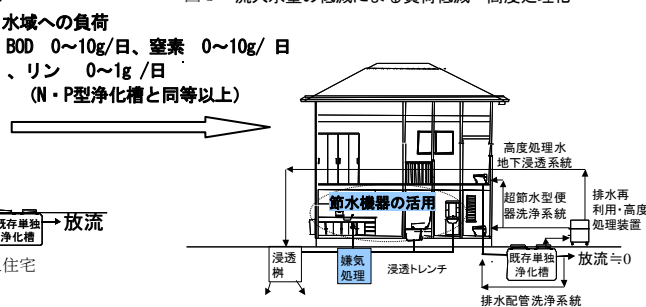 水域への負荷
BOD 0～10g/日、窒素 0～10g/ 日
、リン 0～1g /日
(N・P型浄化槽と同等以上)
高度処理水
地下浸透系統
節水機器の活用
超節水型便
器洗浄系統
排水再
利用・高度
処理装置
既存単独
浄化槽
放流
住宅
浸透
桝
嫌気
処理
浸透トレンチ
既存単独
浄化槽
放流≒0
排水配管洗浄系統